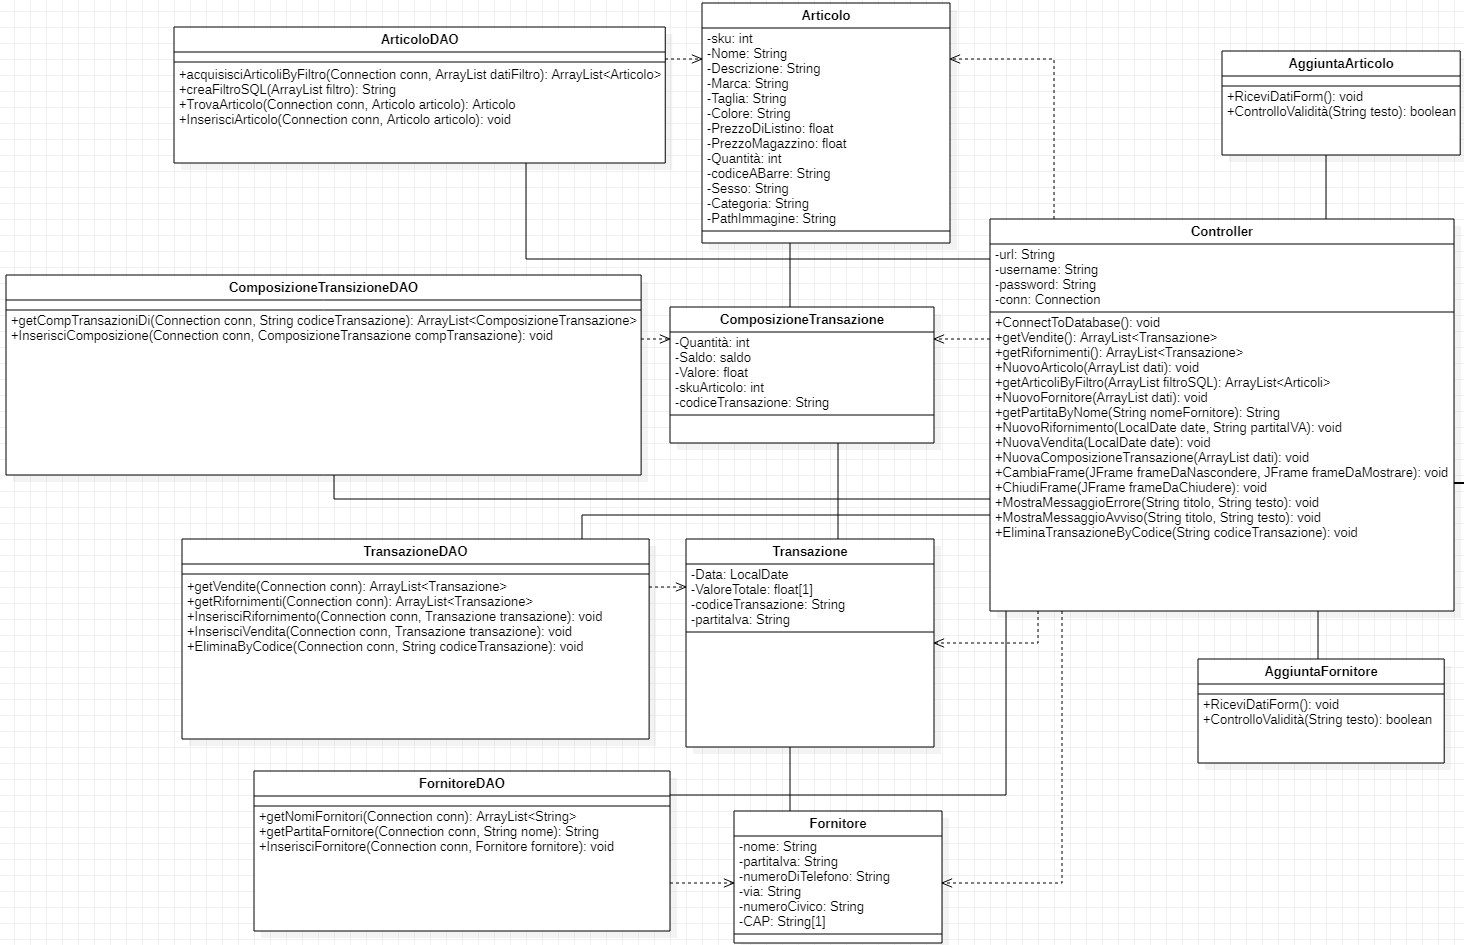 ArticoloDAO
+acquisisciArticoliByFiltro(Connection conn, ArrayList datiFiltro): ArrayList<Articolo>
+creaFiltroSQL(ArrayList filtro): String
+TrovaArticolo(Connection conn, Articolo articolo): Articolo
+InserisciArticolo(Connection conn, Articolo articolo): void
Articolo
-sku: int
-Nome: String
-Descrizione: String
-Marca: String
-Taglia: String
-Colore: String
-PrezzoDiListino: float
-PrezzoMagazzino: float
-Quantità: int
-codiceABarre: String
-Sesso: String
-Categoria: String
-PathImmagine: String
AggiuntaArticolo
+RiceviDatiForm(): void
+ControlloValidità(String testo): boolean
ComposizioneTransizioneDAO
+getCompTransazioniDi(Connection conn, String codiceTransazione): ArrayList<ComposizioneTransazione>
+InserisciComposizione(Connection conn, ComposizioneTransazione compTransazione): void
ComposizioneTransazione
-Quantità: int
-Saldo: saldo
-Valore: float
-skuArticolo: int
-codiceTransazione: String
Controller
-url: String
-username: String
-password: String
-conn: Connection
+ConnectToDatabase(): void
+getVendite(): ArrayList<Transazione>
+getRifornimenti(): ArrayList<Transazione>
+NuovoArticolo(ArrayList dati): void
+getArticoliByFiltro(ArrayList filtroSQL): ArrayList<Articoli>
+NuovoFornitore(ArrayList dati): void
+getPartitaByNome(String nomeFornitore): String
+NuovoRifornimento(LocalDate date, String partitaIVA): void
+NuovaVendita(LocalDate date): void
+NuovaComposizioneTransazione(ArrayList dati): void
+CambiaFrame(JFrame frameDaNascondere, JFrame frameDaMostrare): void
+ChiudiFrame(JFrame frameDaChiudere): void
+MostraMessaggioErrore(String titolo, String testo): void
+MostraMessaggioAvviso(String titolo, String testo): void
+EliminaTransazioneByCodice(String codiceTransazione): void
TransazioneDAO
+getVendite(Connection conn): ArrayList<Transazione>
+getRifornimenti(Connection conn): ArrayList<Transazione>
+InserisciRifornimento(Connection conn, Transazione transazione): void
+InserisciVendita(Connection conn, Transazione transazione): void
+EliminaByCodice(Connection conn, String codiceTransazione): void
Transazione
-Data: LocalDate
-ValoreTotale: float[1]
-codiceTransazione: String
-partitaIva: String
AggiuntaFornitore
+RiceviDatiForm(): void
+ControlloValidità(String testo): boolean
FornitoreDAO
+getNomiFornitori(Connection conn): ArrayList<String>
+getPartitaFornitore(Connection conn, String nome): String
+InserisciFornitore(Connection conn, Fornitore fornitore): void
Fornitore
-nome: String
-partitaIva: String
-numeroDiTelefono: String
-via: String
-numeroCivico: String
-CAP: String[1]